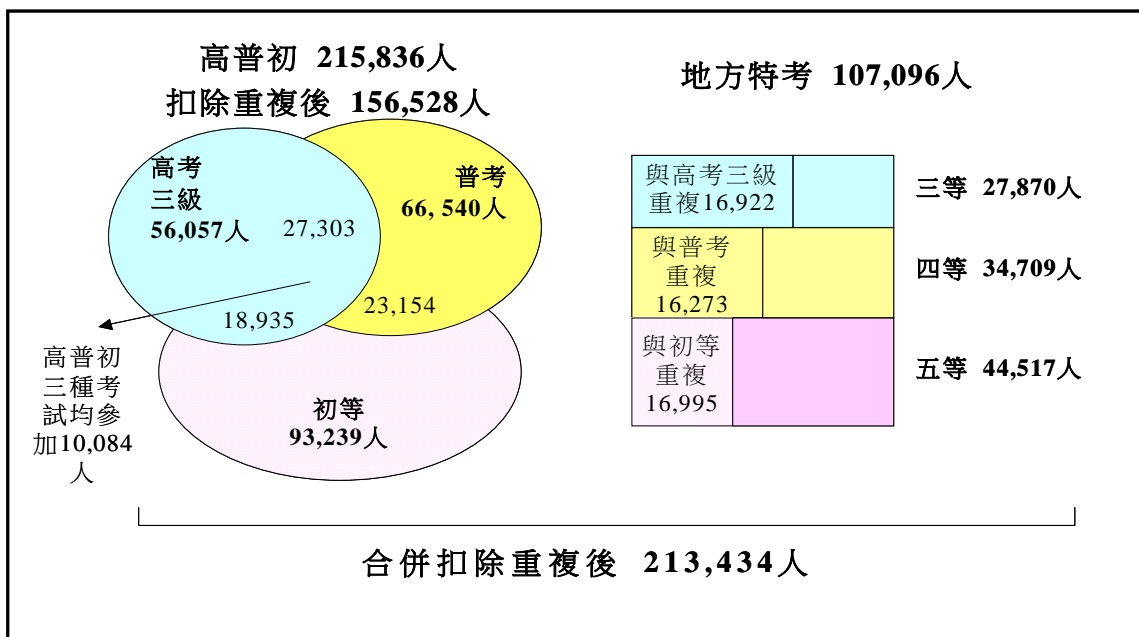 高普初 215,836人
扣除重複後 156,528人
高考
三級
56,057人
普考
66, 540人
27,303
23,154
18,935
高普初
三種考
試均參
加10,084
人
初等
93,239人
地方特考 107,096人
與高考三級
重複16,922
三等 27,870人
與普考
重複
16,273
四等 34,709人
與初等
重複
16,995
五等 44,517人
合併扣除重複後 213,434人